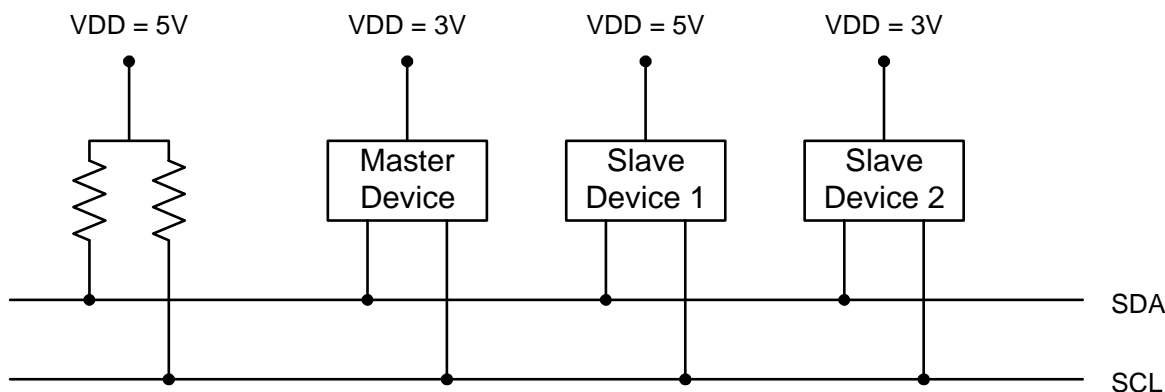 VDD = 5V
VDD = 3V
VDD = 5V
VDD = 3V
Master
Device
Slave
Device 1
Slave
Device 2
SDA
SCL